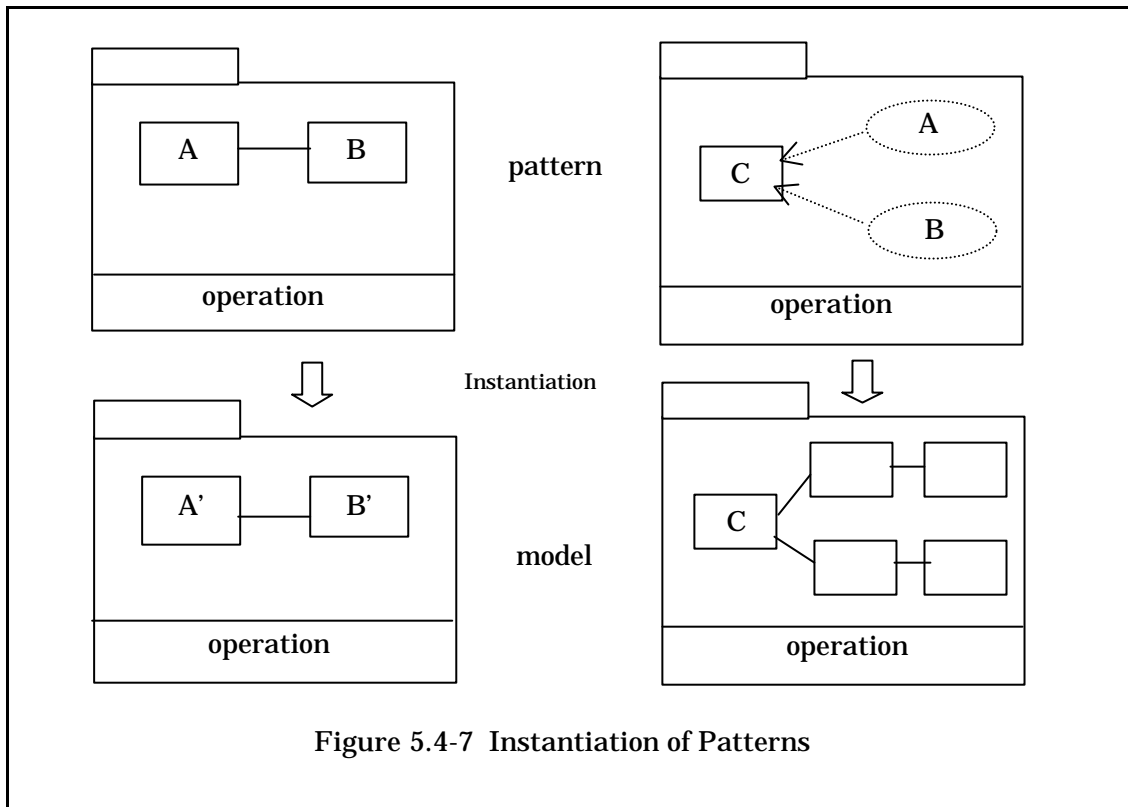 A B
pattern
A
C
B
operation
operation
Instantiation
A’ B’
C
model
operation
operation
Figure 5.4-7 Instantiation of Patterns